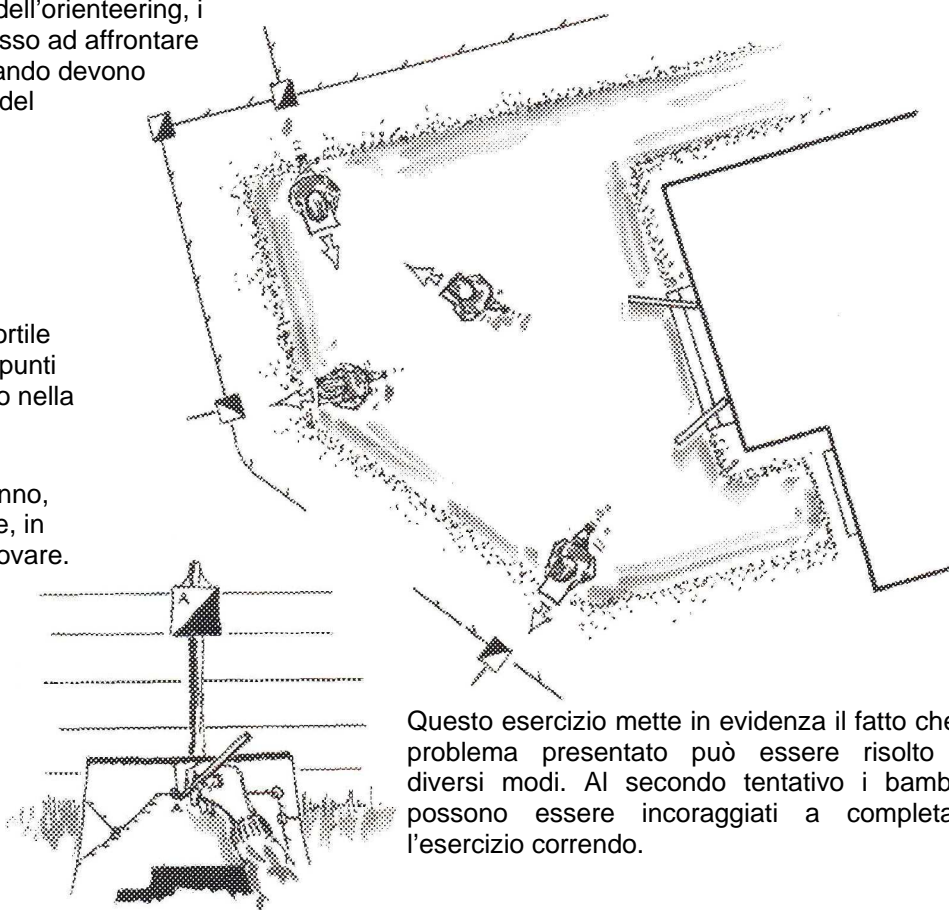 dell'orienteering, i
sso ad affrontare
ando devono
del
ortile
punti
o nella
nno,
e, in
ovare.
A
A
Questo esercizio mette in evidenza il fatto che
problema presentato può essere risolto
diversi modi. Al secondo tentativo i bamb
possono essere incoraggiati a completa
l'esercizio correndo.